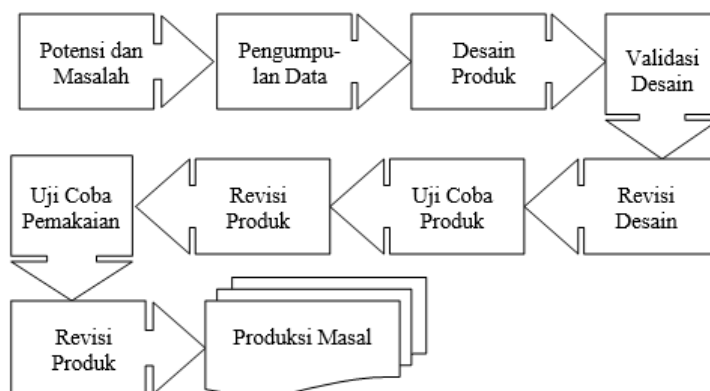 Potensi dan
Masalah
Pengumpu-
lan Data
Desain
Produk
Validasi
Desain
Revisi
Desain
Uji Coba
Produk
Revisi
Produk
Uji Coba
Pemakaian
Revisi
Produk
Produksi Masal